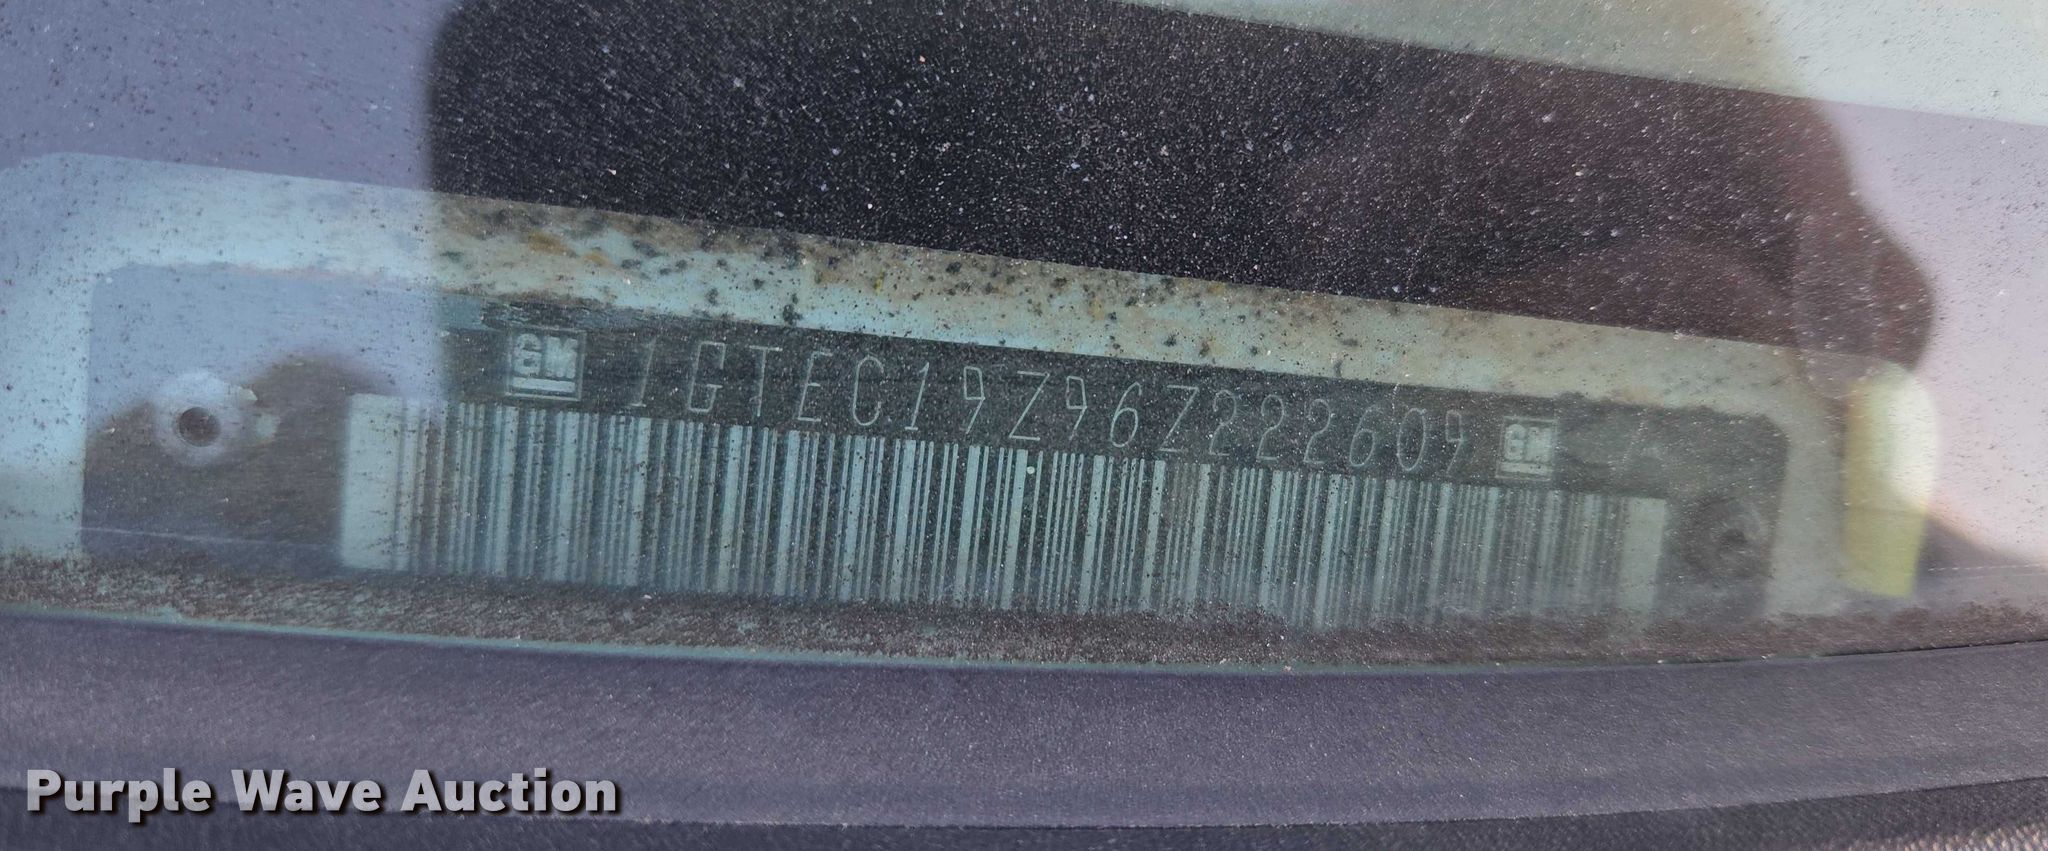 GM 1GTEC19Z96Z222609 GM
Purple Wave Auction